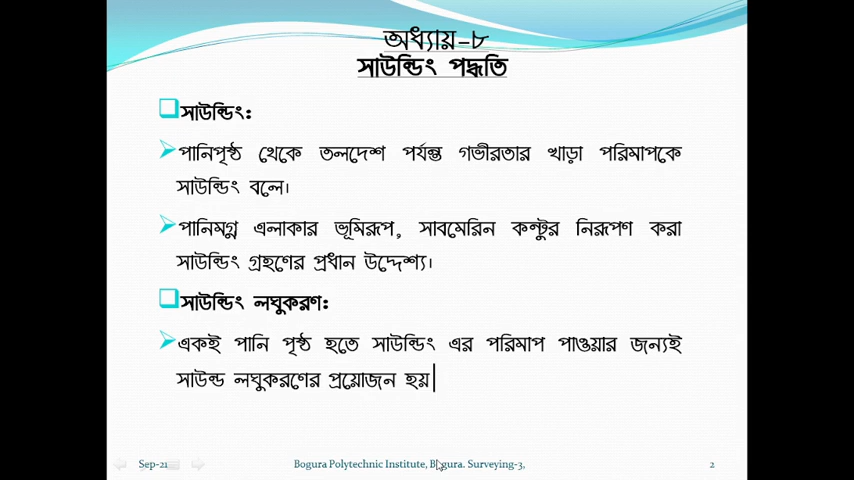 অধ্যায়-৮
সাউন্ডিং পদ্ধতি
সাউন্ডিং:
পানিপৃষ্ঠ থেকে তলদেশ পর্যন্ত গভীরতার খাড়া পরিমাপকে
সাউন্ডিং বলে।
পানিমগ্ন এলাকার ভূমিরূপ, সাবমেরিন কন্টুর নিরূপণ করা
সাউন্ডিং গ্রহণের প্রধান উদ্দেশ্য।
সাউন্ডিং লঘুকরণ:
একই পানি পৃষ্ঠ হতে সাউন্ডিং এর পরিমাপ পাওয়ার জন্যই
সাউন্ড লঘুকরণের প্রয়োজন হয়|
Sep-21 Bogura Polytechnic Institute, Bogura. Surveying-3, 2